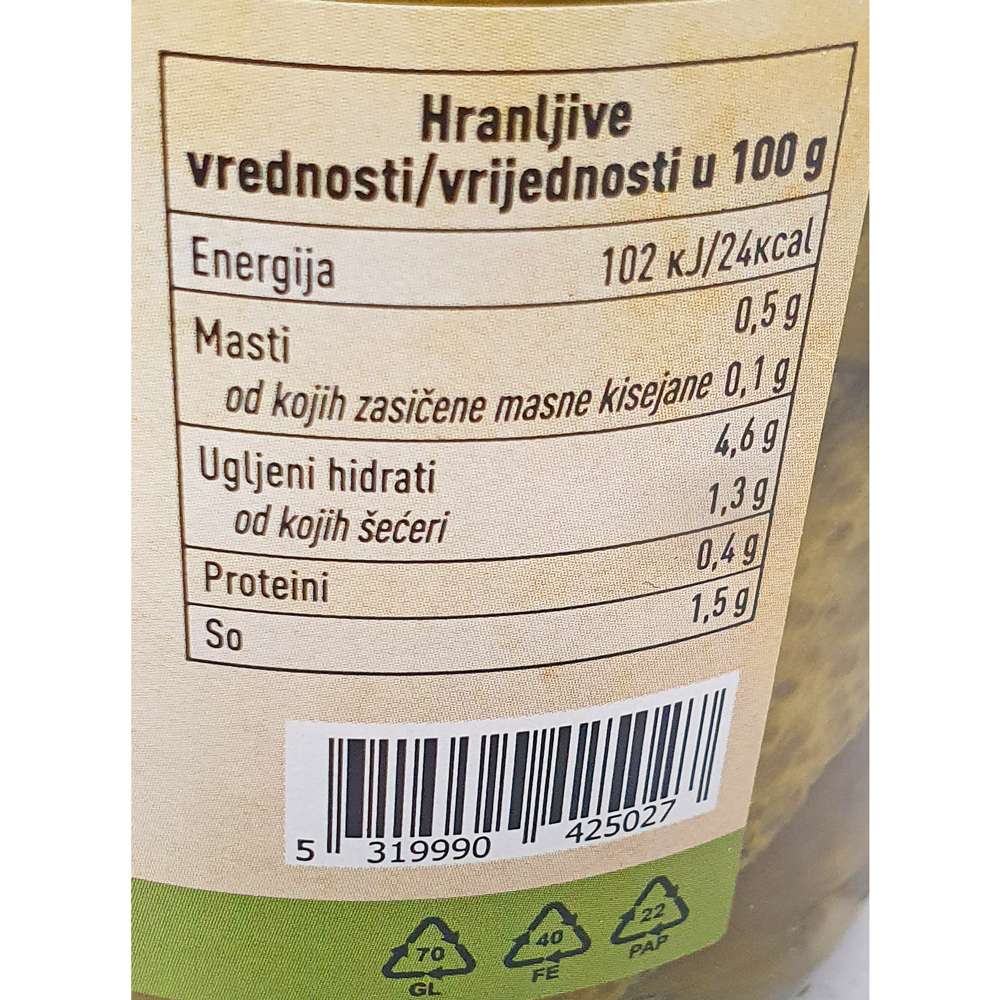 Hranljive
vrednosti/vrijednosti u 100 g
Energija 102 кJ/24кcal
Masti 0,5 g
od kojih zasičene masne kisejane 0,1 g
Ugljeni hidrati 4,6 g
od kojih šećeri 1,3 g
Proteini 0,4 g
So 1,5 g
5 319990 425027
70 40 22
GL FE PAP